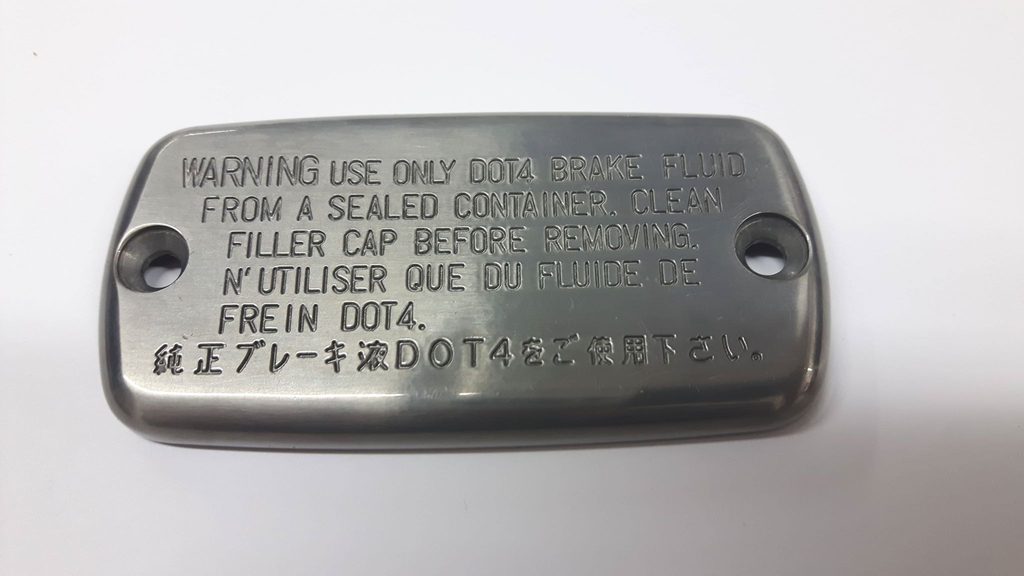 WARNING USE ONLY DOT4 BRAKE FLUID
FROM A SEALED CONTAINER. CLEAN
FILLER CAP BEFORE REMOVING.
N'UTILISER QUE DU FLUIDE DE
FREIN DOT4.
純正ブレーキ液DOT4をご使用下さい。